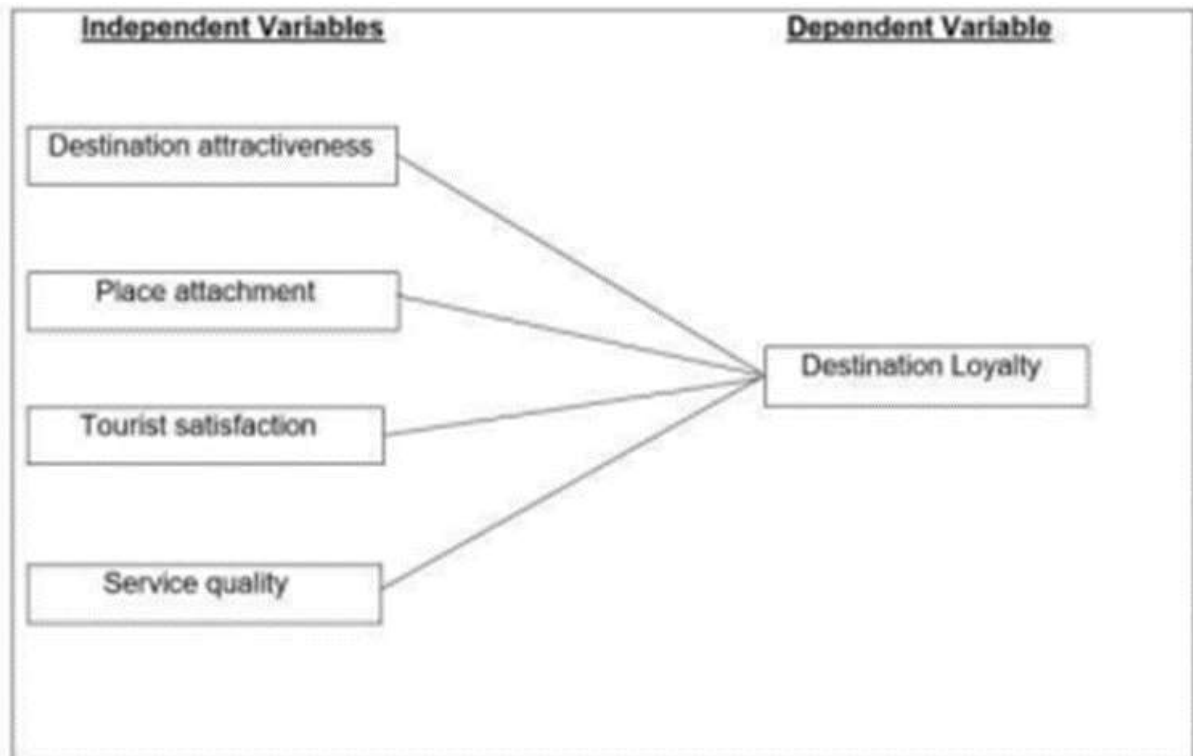 Independent Variables
Dependent Variable
Destination attractiveness
Place attachment
Destination Loyalty
Tourist satisfaction
Service quality